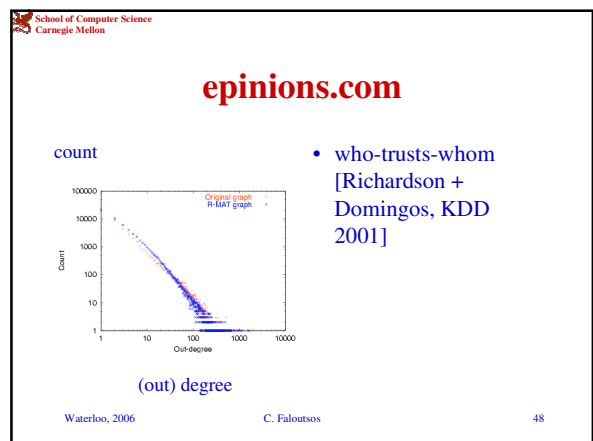 School of Computer Science
Carnegie Mellon
epinions.com
count
• who-trusts-whom
[Richardson +
Domingos, KDD
2001]
100000
10000
1000
100
10
1
Count
Original graph
R-MAT graph
1 10 100 1000 10000
Out-degree
(out) degree
Waterloo, 2006 C. Faloutsos 48